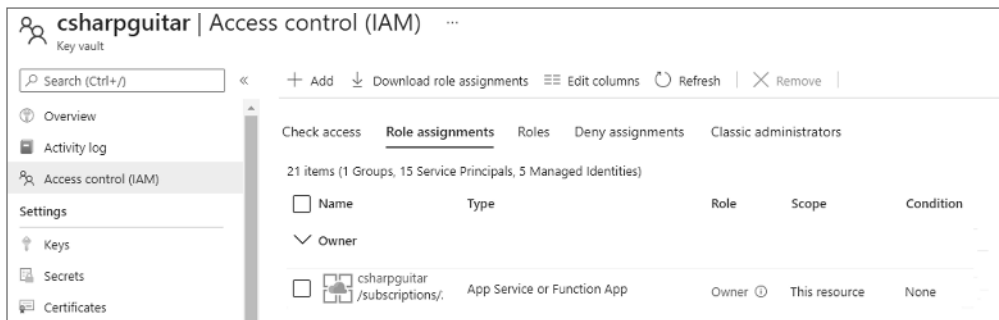 csharpguitar | Access control (IAM) ...
Key vault
Search (Ctrl+/) «
+ Add Download role assignments Edit columns Refresh Remove
Overview
Activity log
Access control (IAM)
Settings
Keys
Secrets
Certificates
Check access Role assignments Roles Deny assignments Classic administrators
21 items (1 Groups, 15 Service Principals, 5 Managed Identities)
Name Type Role Scope Condition
Owner
csharpguitar
/subscriptions/. App Service or Function App Owner This resource None